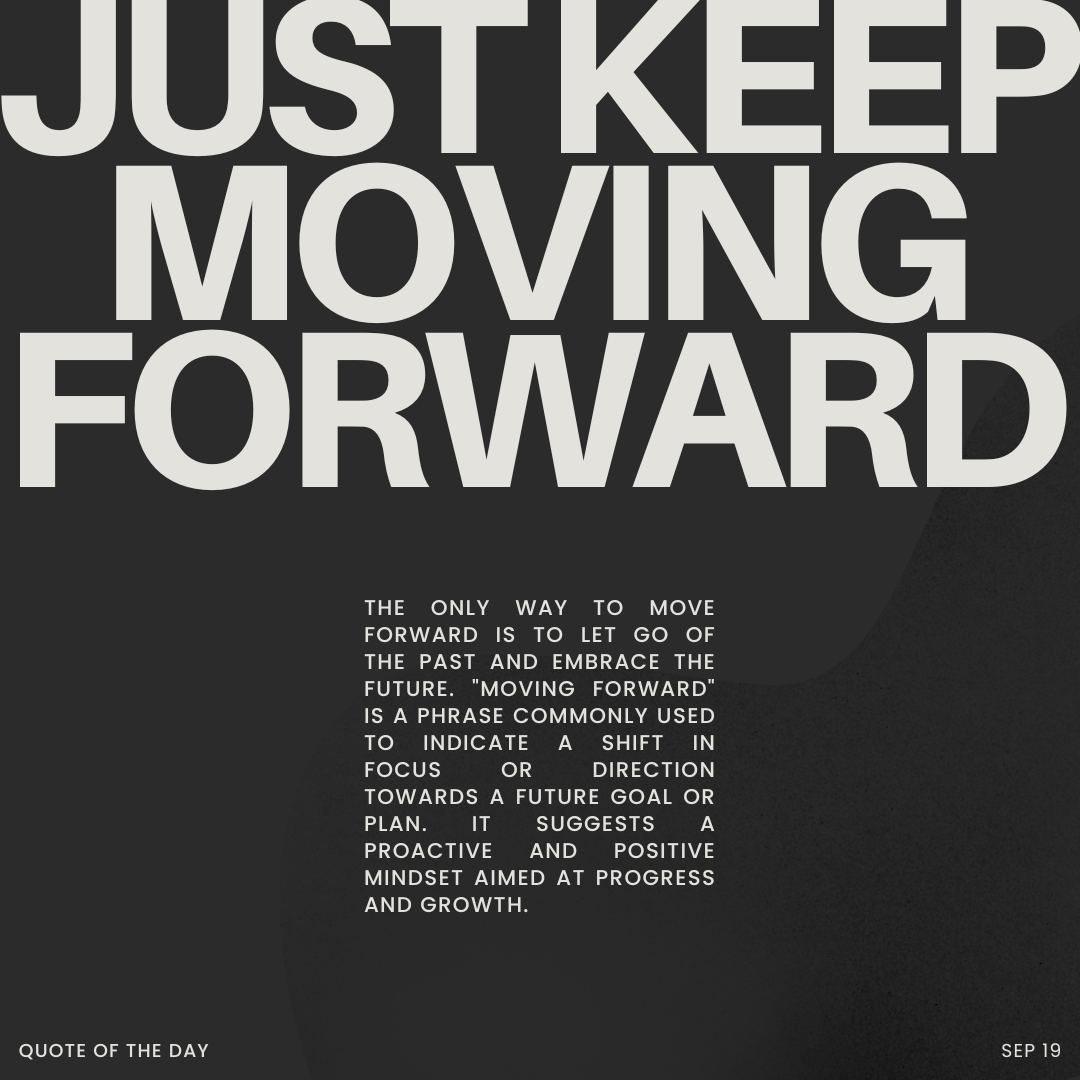 JUST KEEP
MOVING
FORWARD
THE ONLY WAY TO MOVE
FORWARD IS TO LET GO OF
THE PAST AND EMBRACE THE
FUTURE. "MOVING FORWARD"
IS A PHRASE COMMONLY USED
TO INDICATE A SHIFT IN
FOCUS OR DIRECTION
TOWARDS A FUTURE GOAL OR
PLAN. IT SUGGESTS A
PROACTIVE AND POSITIVE
MINDSET AIMED AT PROGRESS
AND GROWTH.
QUOTE OF THE DAY
SEP 19